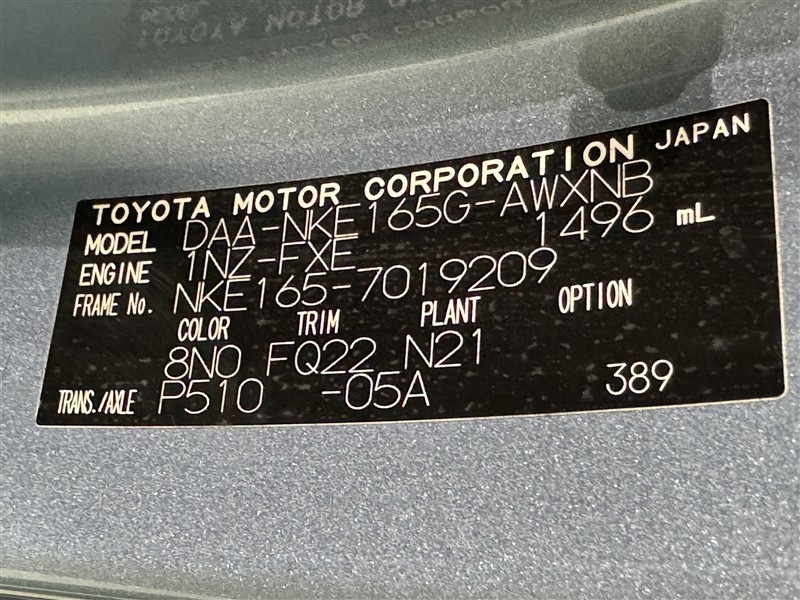 TOYOTA MOTOR CORPORATION JAPAN
MODEL DAA-NKE165G-AWXNB
ENGINE 1NZ-FXE 1496 mL
FRAME No. NKE165-7019209
COLOR TRIM PLANT OPTION
8N0 FQ22 N21
TRANS./AXLE P510 -05A 389